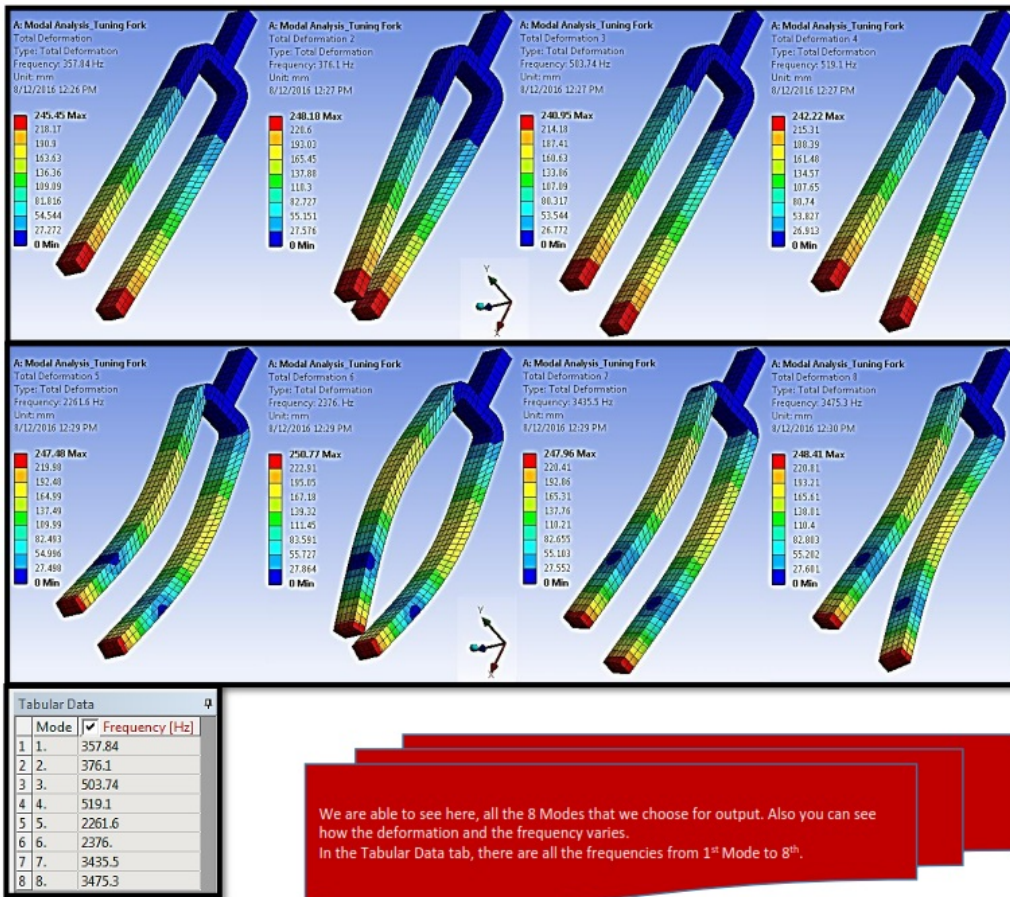 A: Modal Analysis_Tuning Fork
Total Deformation
Type: Total Deformation
Frequency: 357.84 Hz
Unit: mm
8/12/2016 12:26 PM
245.45 Max
218.17
190.9
163.63
136.36
109.09
81.816
54.544
27.272
0 Min
A: Modal Analysis_Tuning Fork
Total Deformation 2
Type: Total Deformation
Frequency: 376.1 Hz
Unit: mm
8/12/2016 12:27 PM
248.18 Max
220.6
193.03
165.45
137.88
110.3
82.727
55.151
27.576
0 Min
A: Modal Analysis_Tuning Fork
Total Deformation 3
Type: Total Deformation
Frequency: 503.74 Hz
Unit: mm
8/12/2016 12:27 PM
240.95 Max
214.18
187.41
160.63
133.86
107.09
80.317
53.544
26.772
0 Min
A: Modal Analysis_Tuning Fork
Total Deformation 4
Type: Total Deformation
Frequency: 519.1 Hz
Unit: mm
8/12/2016 12:27 PM
242.22 Max
215.31
188.39
161.48
134.57
107.65
80.74
53.827
26.913
0 Min
Y
X
A: Modal Analysis_Tuning Fork
Total Deformation 5
Type: Total Deformation
Frequency: 2261.6 Hz
Unit: mm
8/12/2016 12:29 PM
247.48 Max
219.98
192.48
164.99
137.49
109.99
82.493
54.996
27.498
0 Min
A: Modal Analysis_Tuning Fork
Total Deformation 6
Type: Total Deformation
Frequency: 2376. Hz
Unit: mm
8/12/2016 12:29 PM
250.77 Max
222.91
195.05
167.18
139.32
111.45
83.591
55.727
27.864
0 Min
A: Modal Analysis_Tuning Fork
Total Deformation 7
Type: Total Deformation
Frequency: 3435.5 Hz
Unit: mm
8/12/2016 12:29 PM
247.96 Max
220.41
192.86
165.31
137.76
110.21
82.655
55.103
27.552
0 Min
A: Modal Analysis_Tuning Fork
Total Deformation 8
Type: Total Deformation
Frequency: 3475.3 Hz
Unit: mm
8/12/2016 12:30 PM
248.41 Max
220.81
193.21
165.61
138.01
110.4
82.803
55.202
27.601
0 Min
Y
X
Tabular Data
Mode Frequency [Hz]
1 1. 357.84
2 2. 376.1
3 3. 503.74
4 4. 519.1
5 5. 2261.6
6 6. 2376.
7 7. 3435.5
8 8. 3475.3
We are able to see here, all the 8 Modes that we choose for output. Also you can see
how the deformation and the frequency varies.
In the Tabular Data tab, there are all the frequencies from 1st Mode to 8th.